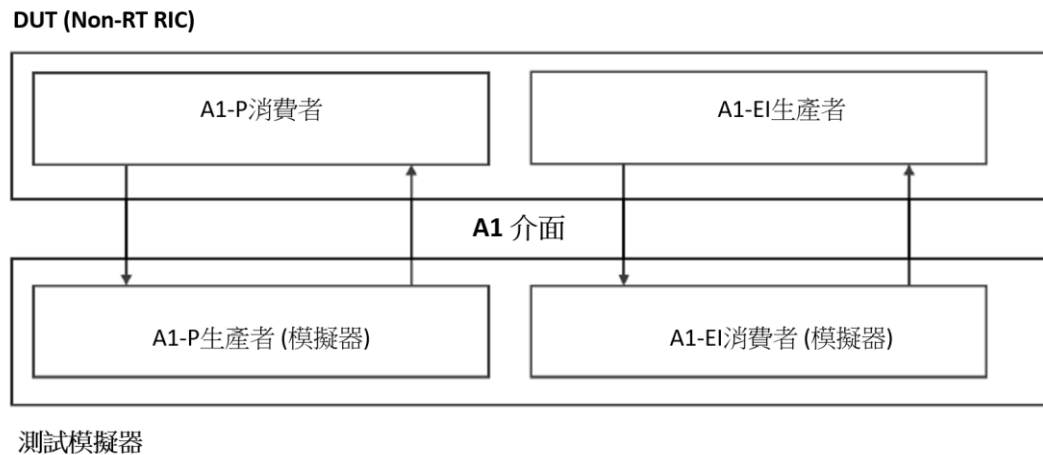 DUT (Non-RT RIC)
A1-P消費者
A1-EI生產者
A1 介面
A1-P生產者 (模擬器)
A1-EI消費者 (模擬器)
測試模擬器